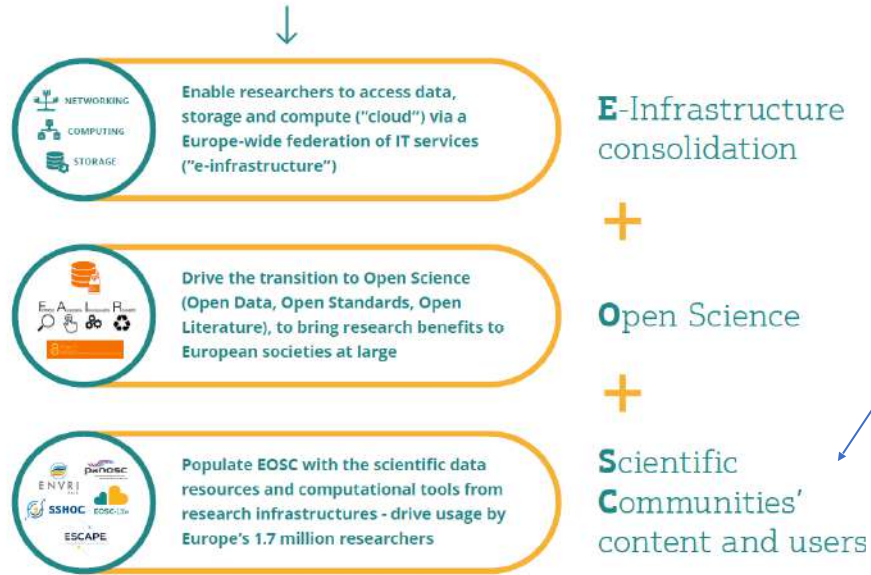 NETWORKING
COMPUTING
STORAGE
Enable researchers to access data,
storage and compute (“cloud”) via a
Europe-wide federation of IT services
(“e-infrastructure”)
E-Infrastructure
consolidation
+
Drive the transition to Open Science
(Open Data, Open Standards, Open
Literature), to bring research benefits to
European societies at large
Open Science
+
ENVRI
panosc
SSHOC
EOSC-Life
ESCAPE
Populate EOSC with the scientific data
resources and computational tools from
research infrastructures - drive usage by
Europe's 1.7 million researchers
Scientific
Communities’
content and users